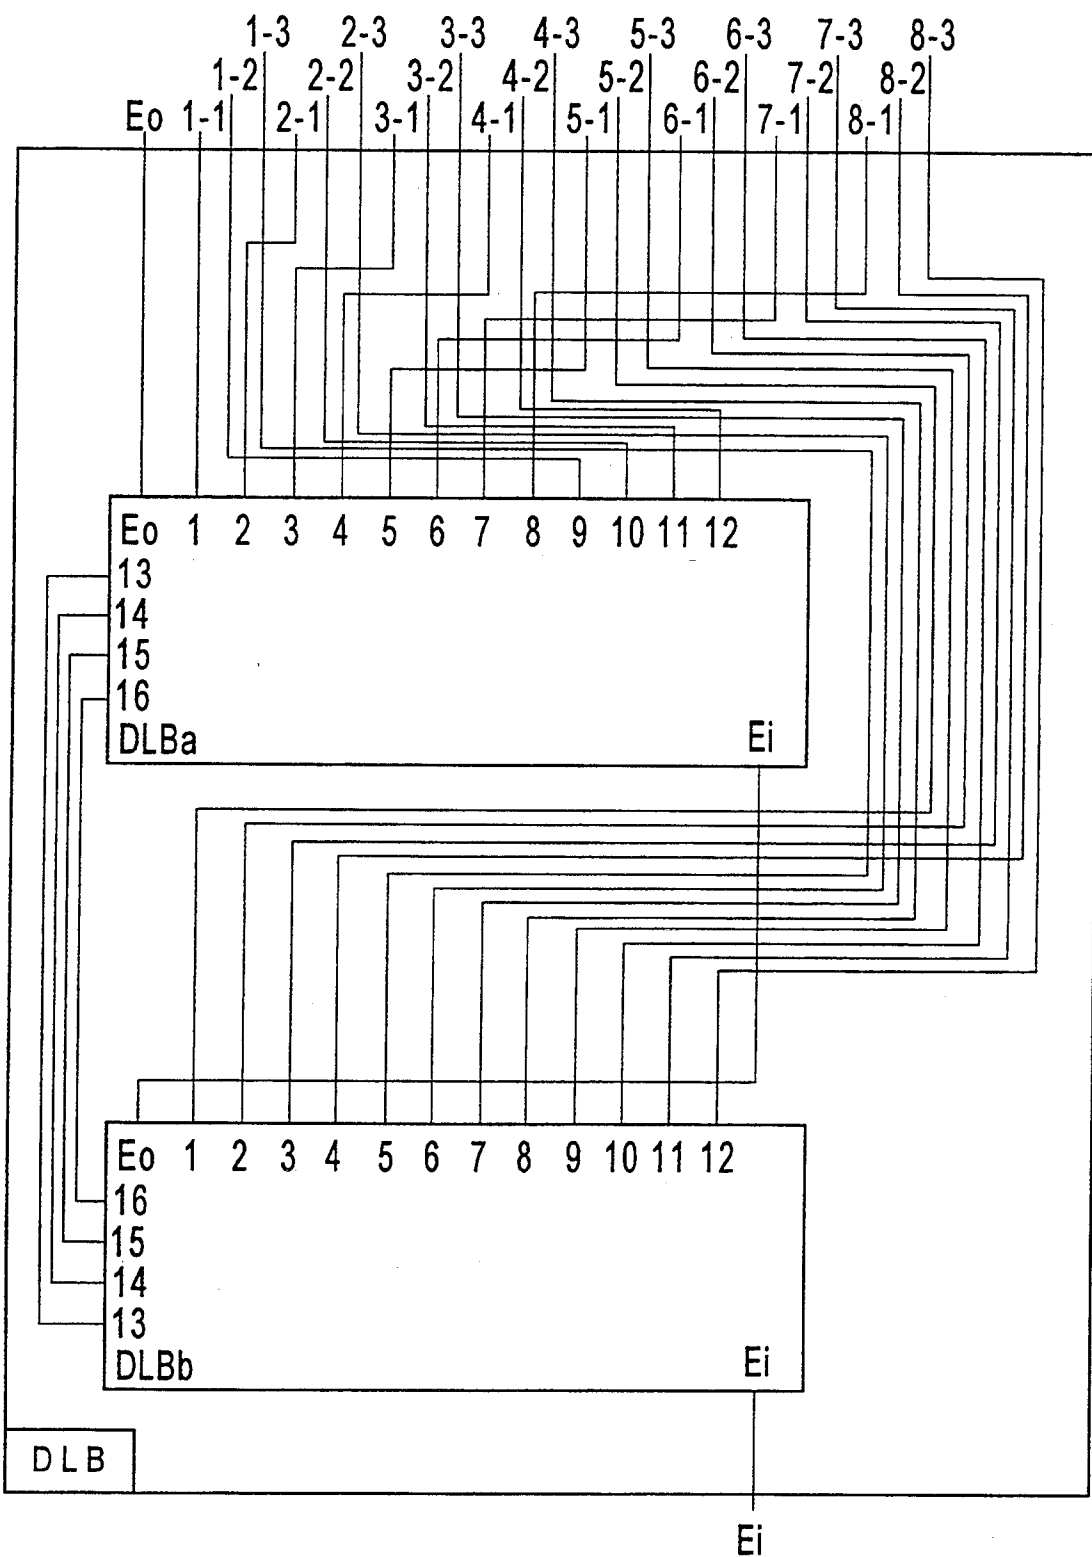 1-3 2-3 3-3 4-3 5-3 6-3 7-3 8-3
1-2 2-2 3-2 4-2 5-2 6-2 7-2 8-2
Eo 1-1 2-1 3-1 4-1 5-1 6-1 7-1 8-1
Eo 1 2 3 4 5 6 7 8 9 10 11 12
13
14
15
16
DLBa Ei
Eo 1 2 3 4 5 6 7 8 9 10 11 12
16
15
14
13
DLBb Ei
DLB
Ei